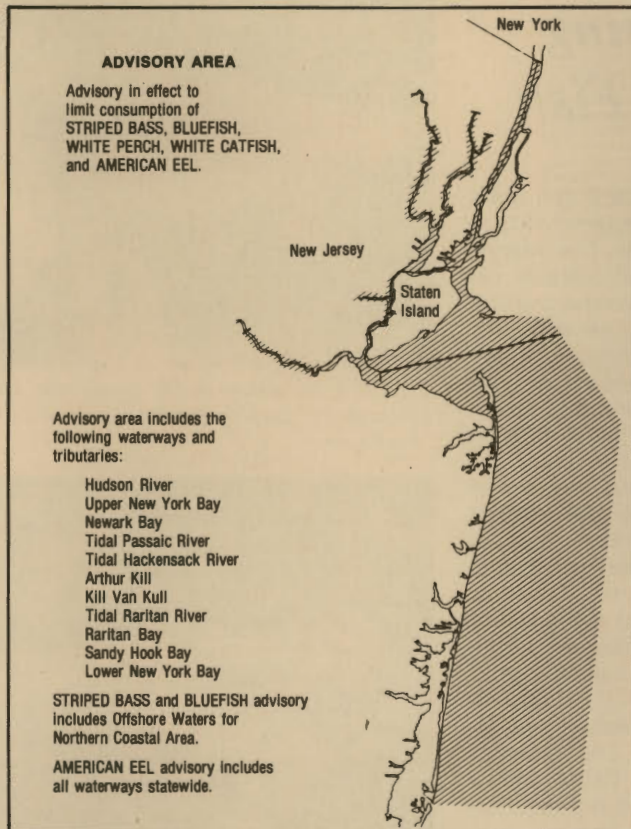 New York
ADVISORY AREA
Advisory in effect to
limit consumption of
STRIPED BASS, BLUEFISH,
WHITE PERCH, WHITE CATFISH,
and AMERICAN EEL.
New Jersey
Staten
Island
Advisory area includes the
following waterways and
tributaries:
Hudson River
Upper New York Bay
Newark Bay
Tidal Passaic River
Tidal Hackensack River
Arthur Kill
Kill Van Kull
Tidal Raritan River
Raritan Bay
Sandy Hook Bay
Lower New York Bay
STRIPED BASS and BLUEFISH advisory
includes Offshore Waters for
Northern Coastal Area.
AMERICAN EEL advisory includes
all waterways statewide.